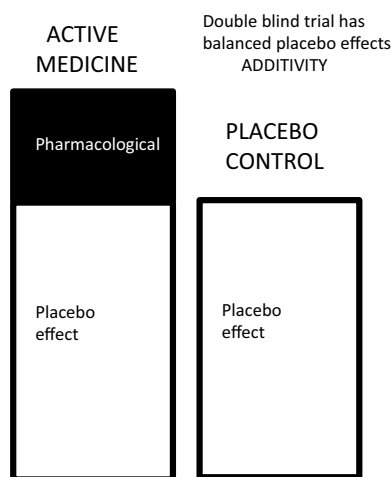 ACTIVE
MEDICINE
Double blind trial has
balanced placebo effects
ADDITIVITY
Pharmacological
PLACEBO
CONTROL
Placebo
effect
Placebo
effect